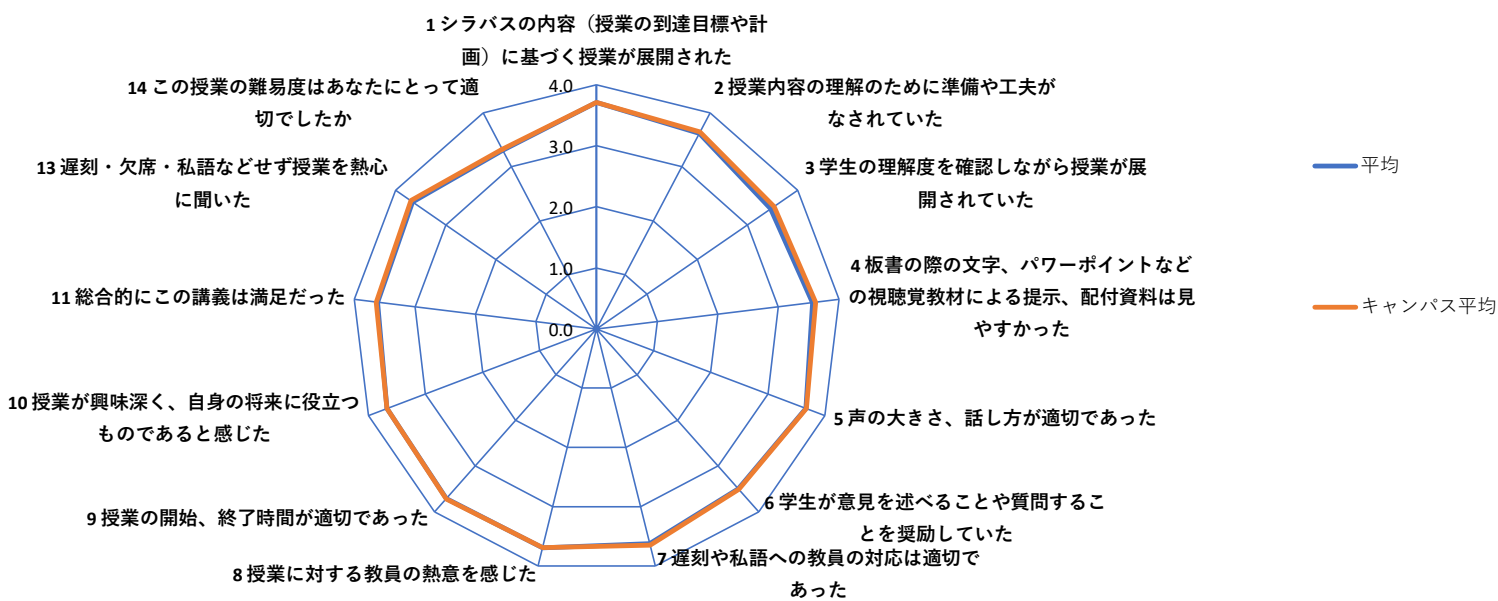 1 シラバスの内容（授業の到達目標や計
画）に基づく授業が展開された
2 授業内容の理解のために準備や工夫が
なされていた
3 学生の理解度を確認しながら授業が展
開されていた
4 板書の際の文字、パワーポイントなど
の視聴覚教材による提示、配付資料は見
やすかった
5 声の大きさ、話し方が適切であった
6 学生が意見を述べることや質問するこ
とを奨励していた
7 遅刻や私語への教員の対応は適切で
あった
8 授業に対する教員の熱意を感じた
9 授業の開始、終了時間が適切であった
10 授業が興味深く、自身の将来に役立つ
ものであると感じた
11 総合的にこの講義は満足だった
13 遅刻・欠席・私語などせず授業を熱心
に聞いた
14 この授業の難易度はあなたにとって適
切でしたか
4.0
3.0
2.0
1.0
0.0
平均
キャンパス平均